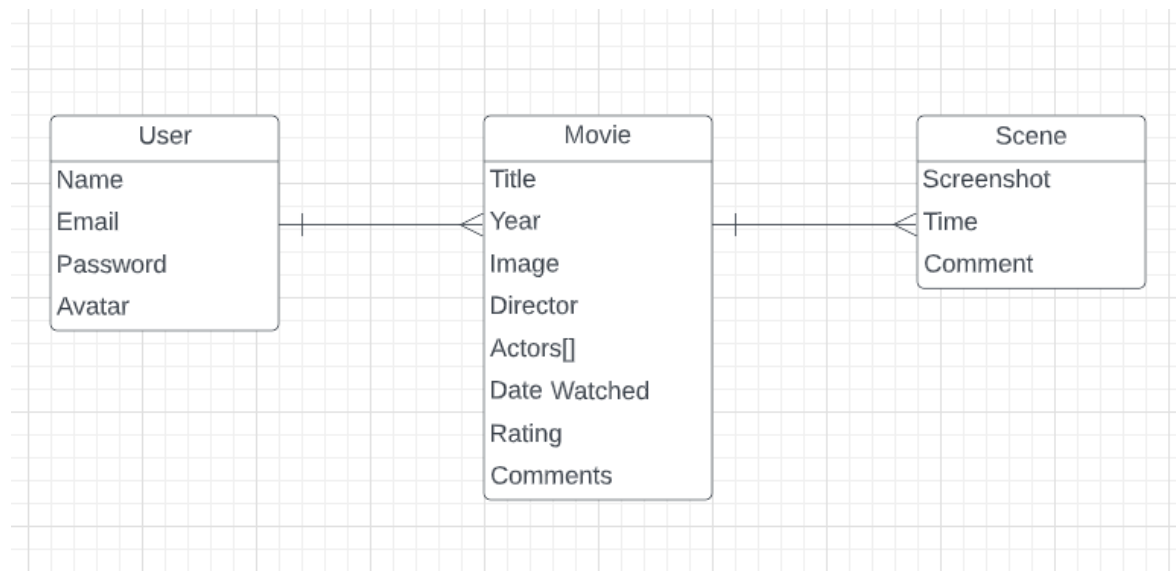 User
Name
Email
Password
Avatar
Movie
Title
Year
Image
Director
Actors[]
Date Watched
Rating
Comments
Scene
Screenshot
Time
Comment